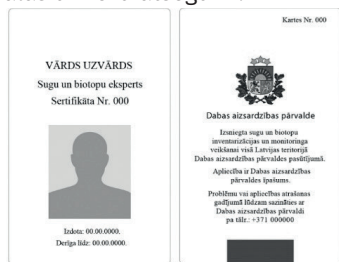 VĀRDS UZVĀRDS
Sugu un biotopu eksperts
Sertifikāta Nr. 000
Izdota: 00.00.0000.
Derīga līdz: 00.00.0000.
Kartes Nr. 000
Dabas aizsardzības pārvalde
Izsniegta sugu un biotopu
inventarizācijas un monitoringa
veikšanai visā Latvijas teritorijā
Dabas aizsardzības pārvaldes pasūtījumā.
Apliecība ir Dabas aizsardzības
pārvaldes īpašums.
Problēmu vai apliecības atrašanas
gadījumā lūdzam sazināties ar
Dabas aizsardzības pārvaldi
pa tālr.: +371 000000